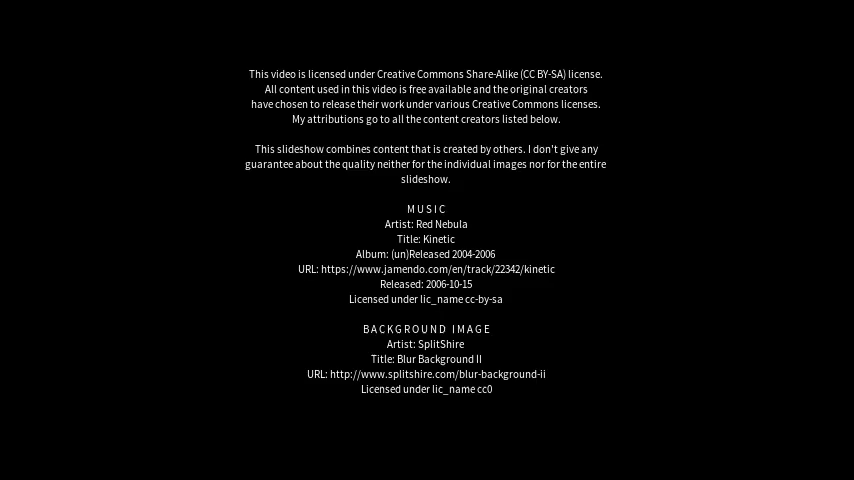 This video is licensed under Creative Commons Share-Alike (CC BY-SA) license.
All content used in this video is free available and the original creators
have chosen to release their work under various Creative Commons licenses.
My attributions go to all the content creators listed below.
This slideshow combines content that is created by others. I don't give any
guarantee about the quality neither for the individual images nor for the entire
slideshow.
MUSIC
Artist: Red Nebula
Title: Kinetic
Album: (un)Released 2004-2006
URL: https://www.jamendo.com/en/track/22342/kinetic
Released: 2006-10-15
Licensed under lic_name cc-by-sa
BACKGROUND IMAGE
Artist: SplitShire
Title: Blur Background II
URL: http://www.splitshire.com/blur-background-ii
Licensed under lic_name cc0